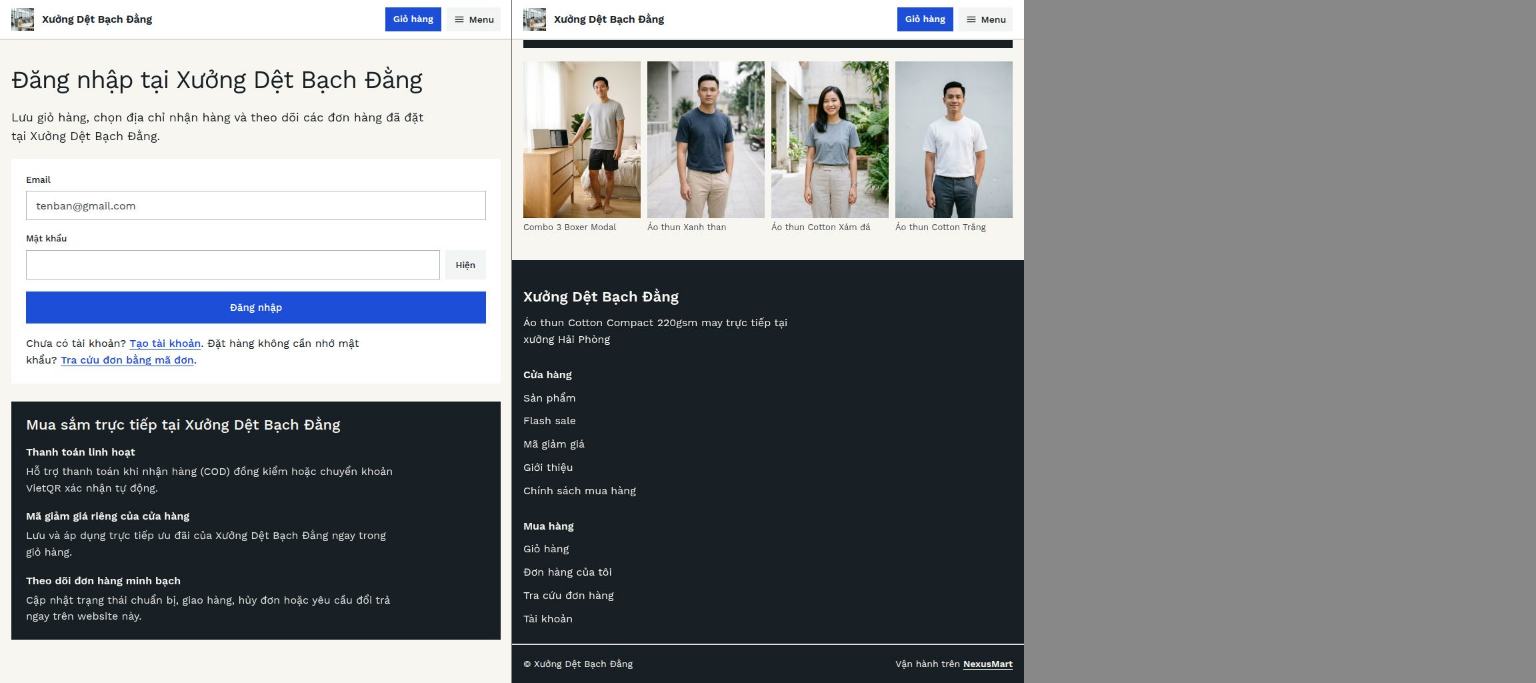 Xưởng Dệt Bạch Đằng
Giỏ hàng
Menu
Đăng nhập tại Xưởng Dệt Bạch Đằng
Lưu giỏ hàng, chọn địa chỉ nhận hàng và theo dõi các đơn hàng đã đặt
tại Xưởng Dệt Bạch Đằng.
Email
tenban@gmail.com
Mật khẩu
Hiện
Đăng nhập
Chưa có tài khoản? Tạo tài khoản. Đặt hàng không cần nhớ mật
khẩu? Tra cứu đơn bằng mã đơn.
Mua sắm trực tiếp tại Xưởng Dệt Bạch Đằng
Thanh toán linh hoạt
Hỗ trợ thanh toán khi nhận hàng (COD) đồng kiểm hoặc chuyển khoản
VietQR xác nhận tự động.
Mã giảm giá riêng của cửa hàng
Lưu và áp dụng trực tiếp ưu đãi của Xưởng Dệt Bạch Đằng ngay trong
giỏ hàng.
Theo dõi đơn hàng minh bạch
Cập nhật trạng thái chuẩn bị, giao hàng, hủy đơn hoặc yêu cầu đổi trả
ngay trên website này.
Xưởng Dệt Bạch Đằng
Giỏ hàng
Menu
Combo 3 Boxer Modal
Áo thun Xanh than
Áo thun Cotton Xám đá
Áo thun Cotton Trắng
Xưởng Dệt Bạch Đằng
Áo thun Cotton Compact 220gsm may trực tiếp tại
xưởng Hải Phòng
Cửa hàng
Sản phẩm
Flash sale
Mã giảm giá
Giới thiệu
Chính sách mua hàng
Mua hàng
Giỏ hàng
Đơn hàng của tôi
Tra cứu đơn hàng
Tài khoản
© Xưởng Dệt Bạch Đằng
Vận hành trên NexusMart